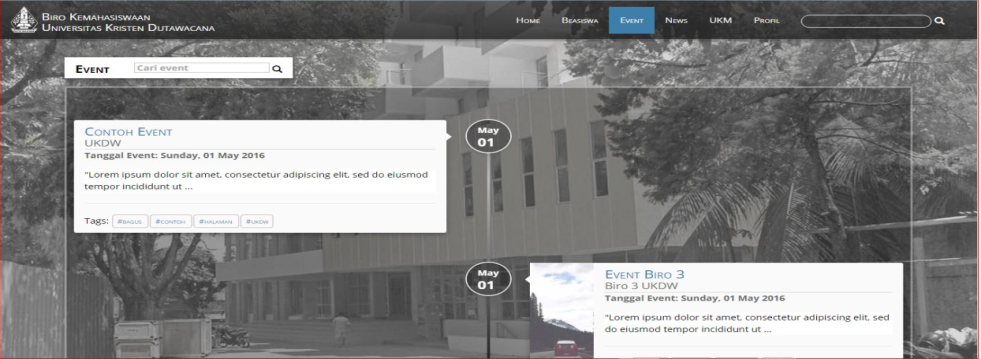 Biro Kemahasiswaan
Universitas Kristen Dutawacana
Home Beasiswa Event News UKM Profil
Event Cari event
Contoh Event
UKDW
Tanggal Event: Sunday, 01 May 2016
"Lorem ipsum dolor sit amet, consectetur adipiscing elit, sed do eiusmod
tempor incididunt ut ...
Tags: #bagus #contoh #halaman #ukdw
May
01
May
01
Event Biro 3
Biro 3 UKDW
Tanggal Event: Sunday, 01 May 2016
"Lorem ipsum dolor sit amet, consectetur adipiscing elit, sed
do eiusmod tempor incididunt ut ...